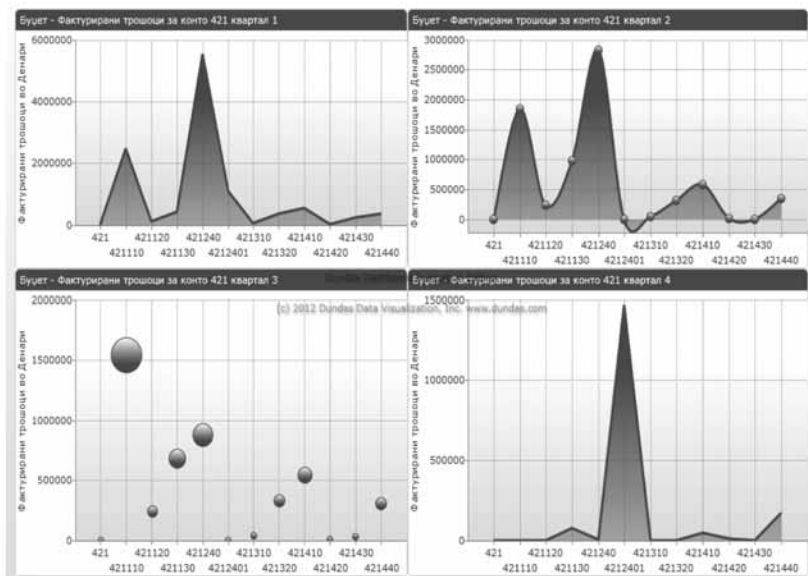 Буџет - Фактурирани трошоци за конто 421 квартал 1
Фактурирани трошоци во Денари
6000000
4000000
2000000
0
421 421120 421240 421310 421410 421430
421110 421130 4212401 421320 421420 421440
Буџет - Фактурирани трошоци за конто 421 квартал 2
Фактурирани трошоци во Денари
3000000
2500000
2000000
1500000
1000000
500000
0
421 421120 421240 421310 421410 421430
421110 421130 4212401 421320 421420 421440
Буџет - Фактурирани трошоци за конто 421 квартал 3
Фактурирани трошоци во Денари
2000000
1500000
1000000
500000
0
421 421120 421240 421310 421410 421430
421110 421130 4212401 421320 421420 421440
Буџет - Фактурирани трошоци за конто 421 квартал 4
(c) 2012 Dundas Data Visualization, Inc. www.dundas.com
Фактурирани трошоци во Денари
1500000
1000000
500000
0
421 421120 421240 421310 421410 421430
421110 421130 4212401 421320 421420 421440